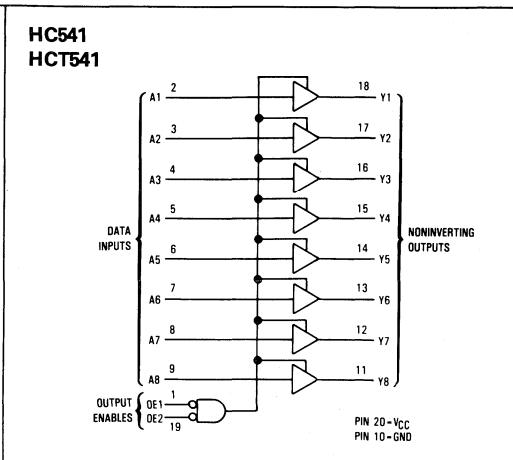 HC541
HCT541
A1 2 18 Y1
A2 3 17 Y2
A3 4 16 Y3
A4 5 15 Y4
DATA INPUTS
NONINVERTING OUTPUTS
A5 6 14 Y5
A6 7 13 Y6
A7 8 12 Y7
A8 9 11 Y8
OUTPUT ENABLES
OE1 1
OE2 19
PIN 20-VCC
PIN 10-GND